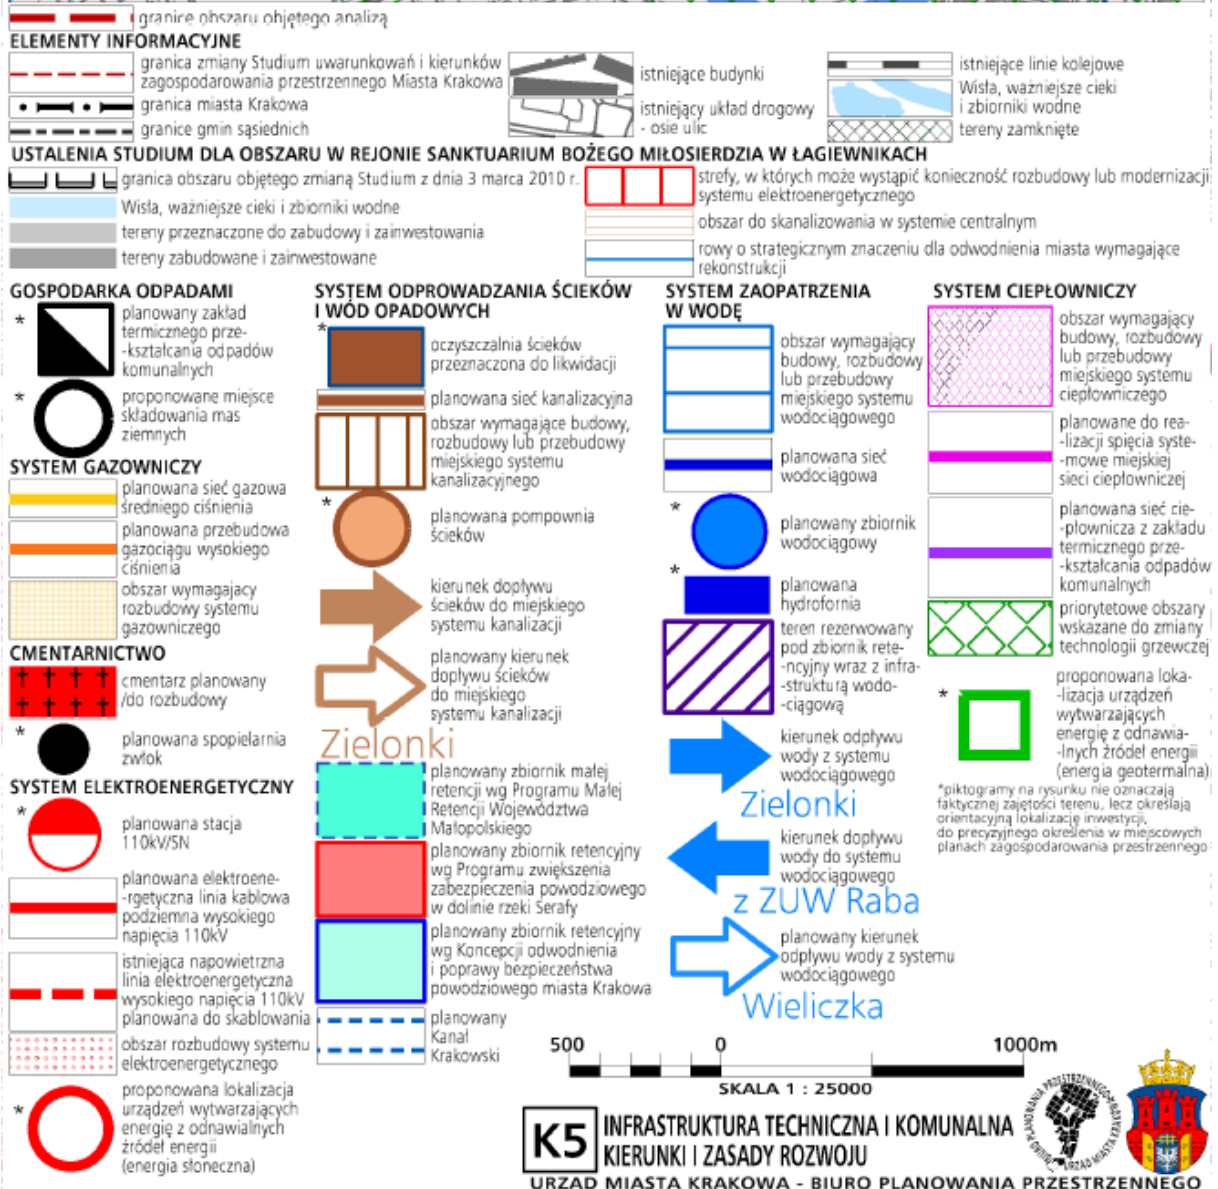 granice obszaru objętego analizą
ELEMENTY INFORMACYJNE
granica zmiany Studium uwarunkowań i kierunków
zagospodarowania przestrzennego Miasta Krakowa
granica miasta Krakowa
granice gmin sąsiednich
istniejące budynki
istniejący układ drogowy
- osie ulic
istniejące linie kolejowe
Wisła, ważniejsze cieki
i zbiorniki wodne
tereny zamknięte
USTALENIA STUDIUM DLA OBSZARU W REJONIE SANKTUARIUM BOŻEGO MIŁOSIERDZIA W ŁAGIEWNIKACH
granica obszaru objętego zmianą Studium z dnia 3 marca 2010 r.
Wisła, ważniejsze cieki i zbiorniki wodne
tereny przeznaczone do zabudowy i zainwestowania
tereny zabudowane i zainwestowane
strefy, w których może wystąpić konieczność rozbudowy lub modernizacji
systemu elektroenergetycznego
obszar do skanalizowania w systemie centralnym
rowy o strategicznym znaczeniu dla odwodnienia miasta wymagające
rekonstrukcji
GOSPODARKA ODPADAMI
*
planowany zakład
termicznego prze-
-kształcania odpadów
komunalnych
*
proponowane miejsce
składowania mas
ziemnych
SYSTEM GAZOWNICZY
planowana sieć gazowa
średniego ciśnienia
planowana przebudowa
gazociągu wysokiego
ciśnienia
obszar wymagajacy
rozbudowy systemu
gazowniczego
CMENTARNICTWO
cmentarz planowany
/do rozbudowy
*
planowana spopielarnia
zwłok
SYSTEM ELEKTROENERGETYCZNY
*
planowana stacja
110kV/SN
planowana elektroene-
-rgetyczna linia kablowa
podziemna wysokiego
napięcia 110kV
istniejąca napowietrzna
linia elektroenergetyczna
wysokiego napięcia 110kV
planowana do skablowania
obszar rozbudowy systemu
elektroenergetycznego
*
proponowana lokalizacja
urządzeń wytwarzających
energię z odnawialnych
źródeł energii
(energia słoneczna)
SYSTEM ODPROWADZANIA ŚCIEKÓW
I WÓD OPADOWYCH
*
oczyszczalnia ścieków
przeznaczona do likwidacji
planowana sieć kanalizacyjna
obszar wymagające budowy,
rozbudowy lub przebudowy
miejskiego systemu
kanalizacyjnego
*
planowana pompownia
ścieków
kierunek dopływu
ścieków do miejskiego
systemu kanalizacji
planowany kierunek
dopływu ścieków
do miejskiego
systemu kanalizacji
Zielonki
planowany zbiornik małej
retencji wg Programu Małej
Retencji Województwa
Małopolskiego
planowany zbiornik retencyjny
wg Programu zwiększenia
zabezpieczenia powodziowego
w dolinie rzeki Serafy
planowany zbiornik retencyjny
wg Koncepcji odwodnienia
i poprawy bezpieczeństwa
powodziowego miasta Krakowa
planowany
Kanał
Krakowski
SYSTEM ZAOPATRZENIA
W WODĘ
obszar wymagający
budowy, rozbudowy
lub przebudowy
miejskiego systemu
wodociągowego
planowana sieć
wodociągowa
*
planowany zbiornik
wodociągowy
*
planowana
hydrofornia
teren rezerwowany
pod zbiornik rete-
-ncyjny wraz z infra-
-strukturą wodo-
-ciągową
kierunek odpływu
wody z systemu
wodociągowego
Zielonki
kierunek dopływu
wody do systemu
wodociągowego
z ZUW Raba
planowany kierunek
odpływu wody z systemu
wodociągowego
Wieliczka
SYSTEM CIEPŁOWNICZY
obszar wymagający
budowy, rozbudowy
lub przebudowy
miejskiego systemu
ciepłowniczego
planowane do rea-
-lizacji spięcia syste-
-mowe miejskiej
sieci ciepłowniczej
planowana sieć cie-
-płownicza z zakładu
termicznego prze-
-kształcania odpadów
komunalnych
priorytetowe obszary
wskazane do zmiany
technologii grzewczej
*
proponowana loka-
-lizacja urządzeń
wytwarzających
energię z odnawia-
-lnych źródeł energii
(energia geotermalna)
*piktogramy na rysunku nie oznaczają
faktycznej zajętości terenu, lecz określają
orientacyjną lokalizację inwestycji,
do precyzyjnego określenia w miejscowych
planach zagospodarowania przestrzennego
500 0 1000m
SKALA 1 : 25000
K5
INFRASTRUKTURA TECHNICZNA I KOMUNALNA
KIERUNKI I ZASADY ROZWOJU
URZĄD MIASTA KRAKOWA - BIURO PLANOWANIA PRZESTRZENNEGO